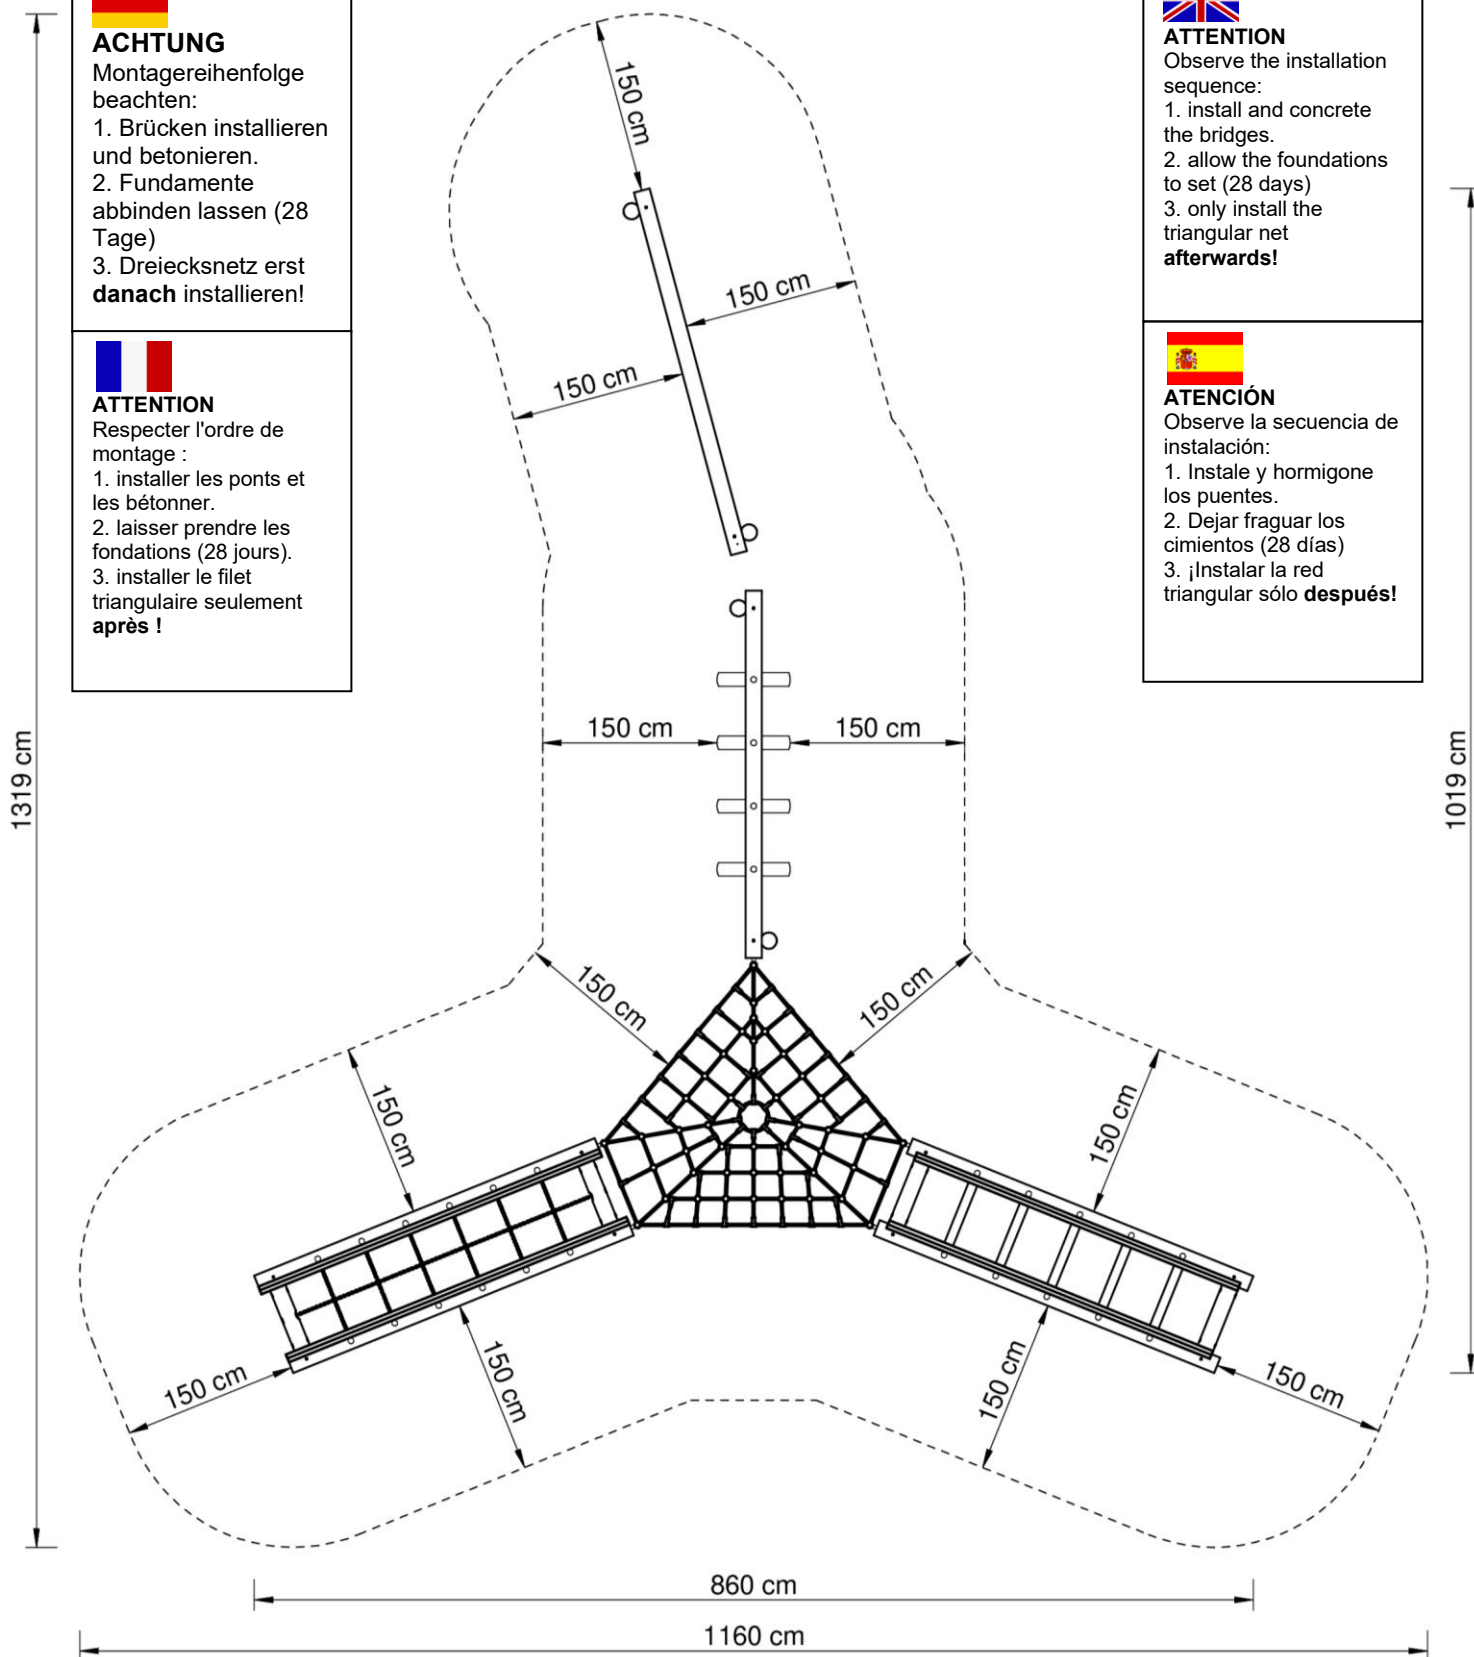 ACHTUNG
Montagereihenfolge
beachten:
1. Brücken installieren
und betonieren.
2. Fundamente
abbinden lassen (28
Tage)
3. Dreiecksnetz erst
danach installieren!
ATTENTION
Respecter l'ordre de
montage :
1. installer les ponts et
les bétonner.
2. laisser prendre les
fondations (28 jours).
3. installer le filet
triangulaire seulement
après !
ATTENTION
Observe the installation
sequence:
1. install and concrete
the bridges.
2. allow the foundations
to set (28 days)
3. only install the
triangular net
afterwards!
ATENCIÓN
Observe la secuencia de
instalación:
1. Instale y hormigone
los puentes.
2. Dejar fraguar los
cimientos (28 días)
3. ¡Instalar la red
triangular sólo después!
150 cm
150 cm
150 cm
150 cm
150 cm
1319 cm
1019 cm
150 cm
150 cm
150 cm
150 cm
150 cm
150 cm
150 cm
150 cm
860 cm
1160 cm